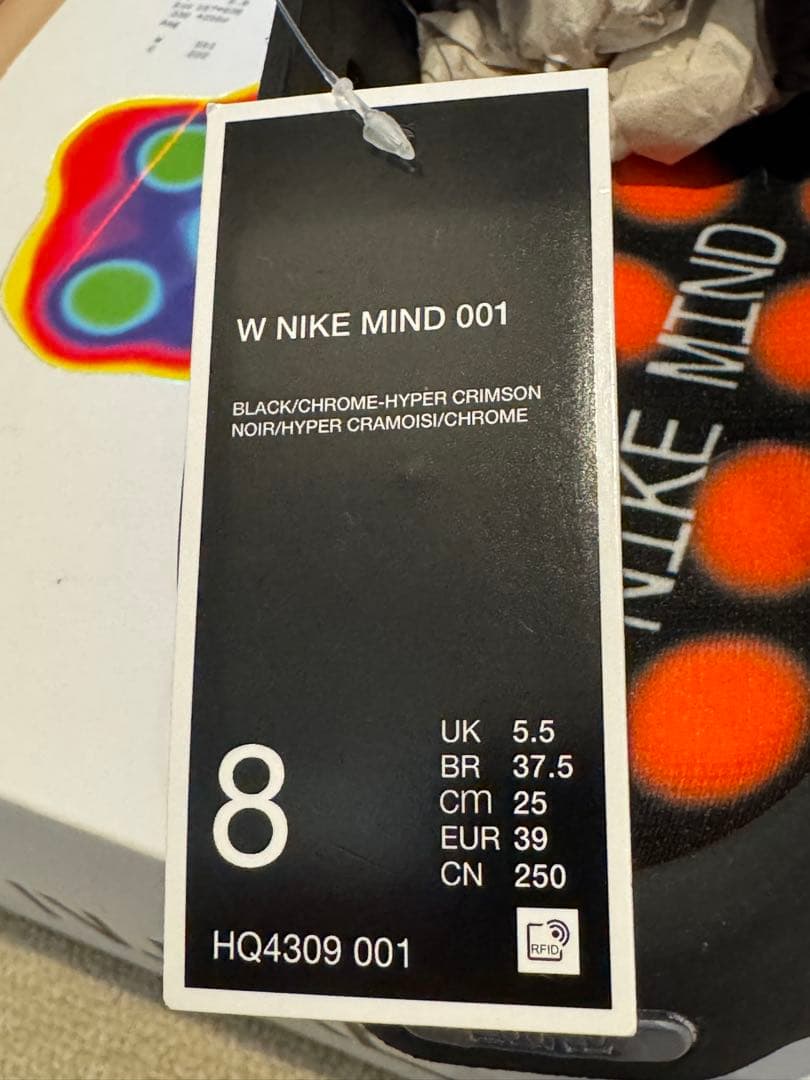 W NIKE MIND 001
BLACK/CHROME-HYPER CRIMSON
NOIR/HYPER CRAMOISI/CHROME
8
UK 5.5
BR 37.5
cm 25
EUR 39
CN 250
HQ4309 001
RFID
NIKE MIND